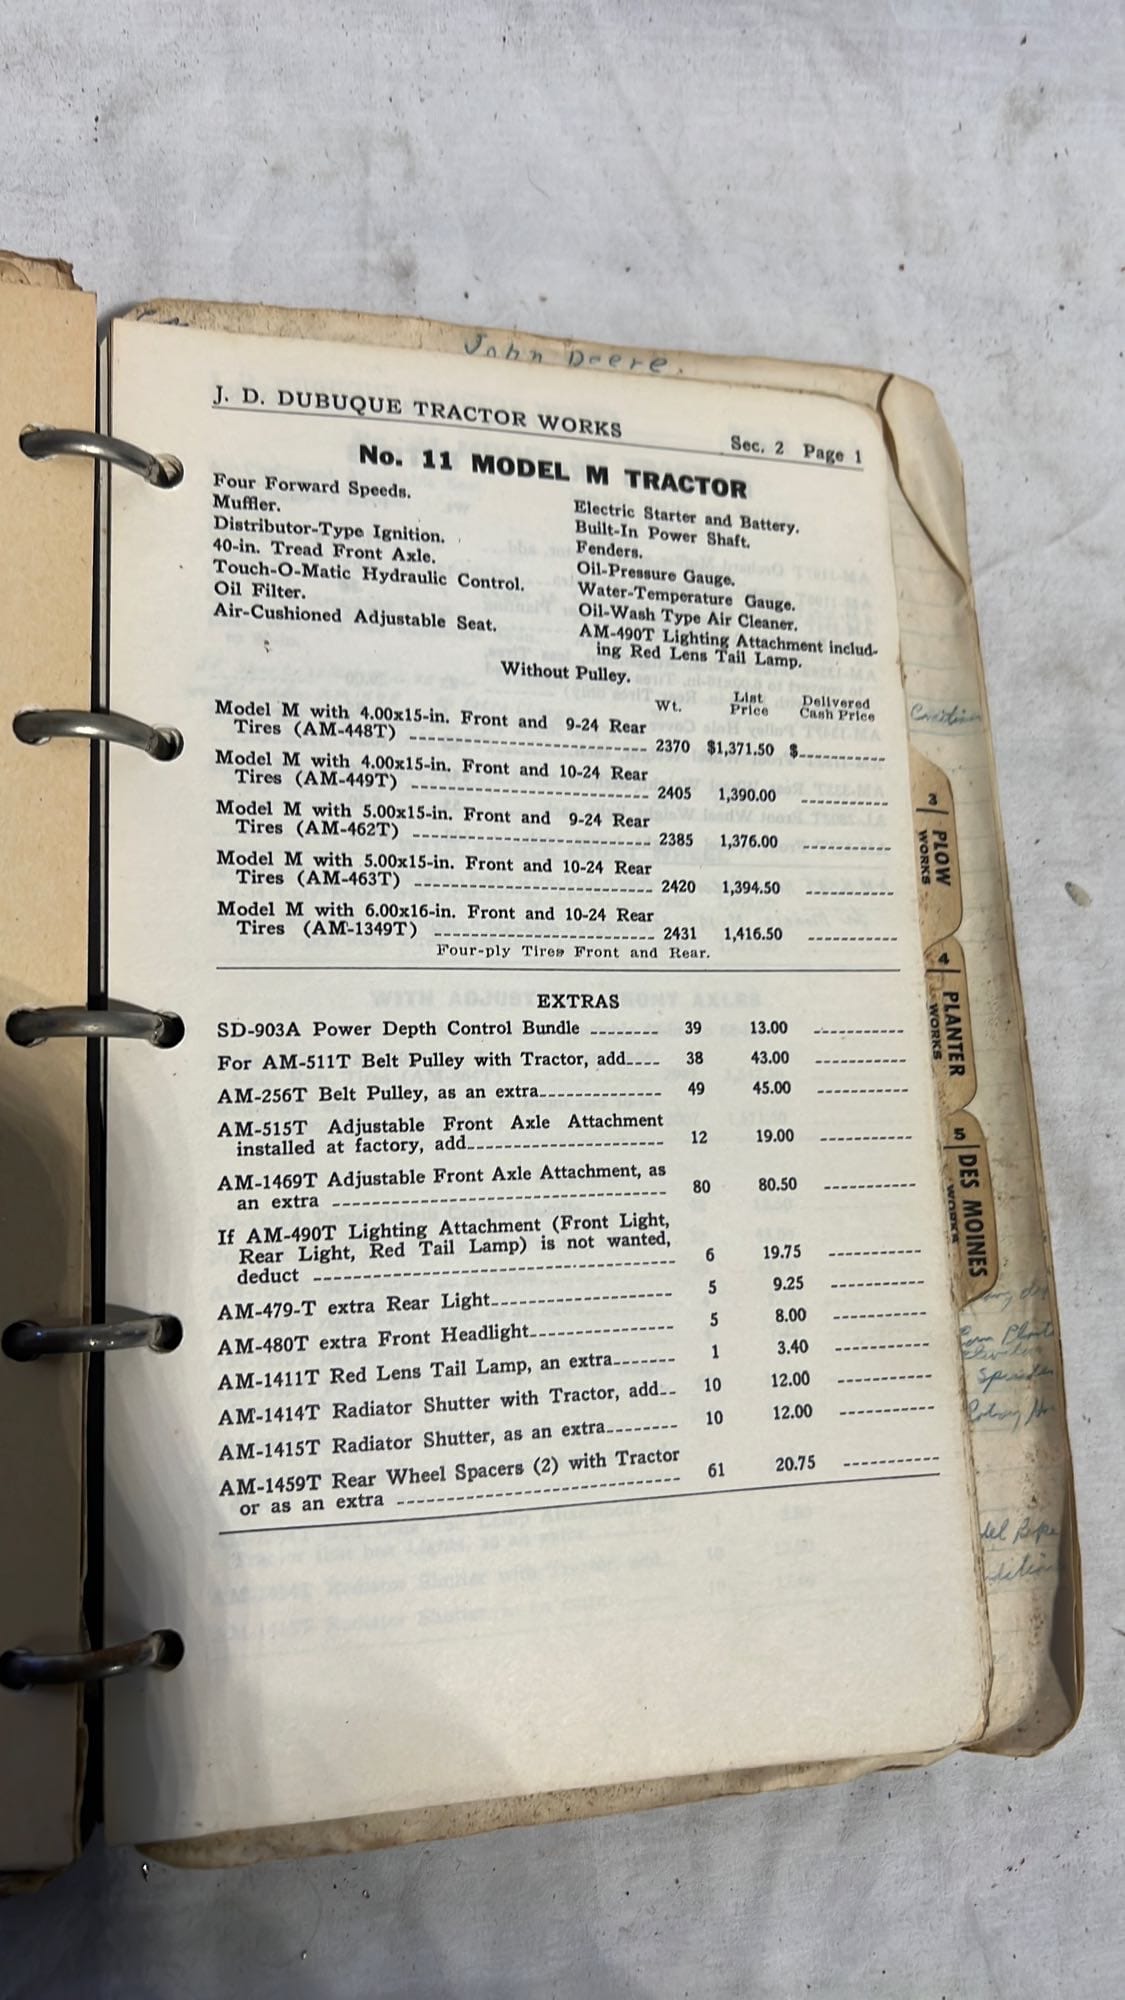 John Deere.
J. D. DUBUQUE TRACTOR WORKS
Sec. 2 Page 1
No. 11 MODEL M TRACTOR
Four Forward Speeds.
Muffler.
Distributor-Type Ignition.
40-in. Tread Front Axle.
Touch-O-Matic Hydraulic Control.
Oil Filter.
Air-Cushioned Adjustable Seat.
Electric Starter and Battery.
Built-In Power Shaft.
Fenders.
Oil-Pressure Gauge.
Water-Temperature Gauge.
Oil-Wash Type Air Cleaner.
AM-490T Lighting Attachment includ-
ing Red Lens Tail Lamp.
Without Pulley.
Wt. List Price Delivered Cash Price
Model M with 4.00x15-in. Front and 9-24 Rear
Tires (AM-448T) 2370 $1,371.50 $
Model M with 4.00x15-in. Front and 10-24 Rear
Tires (AM-449T) 2405 1,390.00
Model M with 5.00x15-in. Front and 9-24 Rear
Tires (AM-462T) 2385 1,376.00
Model M with 5.00x15-in. Front and 10-24 Rear
Tires (AM-463T) 2420 1,394.50
Model M with 6.00x16-in. Front and 10-24 Rear
Tires (AM-1349T) 2431 1,416.50
Four-ply Tires Front and Rear.
EXTRAS
SD-903A Power Depth Control Bundle 39 13.00
For AM-511T Belt Pulley with Tractor, add 38 43.00
AM-256T Belt Pulley, as an extra 49 45.00
AM-515T Adjustable Front Axle Attachment
installed at factory, add 12 19.00
AM-1469T Adjustable Front Axle Attachment, as
an extra 80 80.50
If AM-490T Lighting Attachment (Front Light,
Rear Light, Red Tail Lamp) is not wanted,
deduct 6 19.75
AM-479-T extra Rear Light 5 9.25
AM-480T extra Front Headlight 5 8.00
AM-1411T Red Lens Tail Lamp, an extra 1 3.40
AM-1414T Radiator Shutter with Tractor, add 10 12.00
AM-1415T Radiator Shutter, as an extra 10 12.00
AM-1459T Rear Wheel Spacers (2) with Tractor
or as an extra 61 20.75
3 PLOW WORKS
4 PLANTER WORKS
5 DES MOINES WORKS